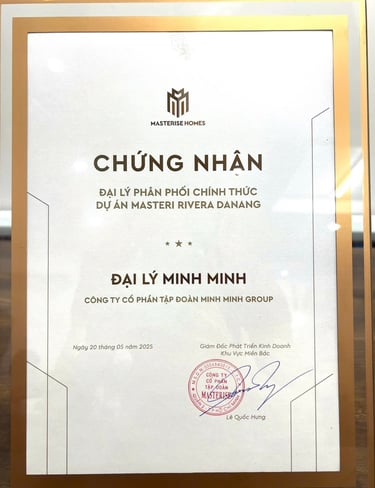 MASTERISE HOMES
CHỨNG NHẬN
ĐẠI LÝ PHÂN PHỐI CHÍNH THỨC
DỰ ÁN MASTERI RIVERA DANANG
ĐẠI LÝ MINH MINH
CÔNG TY CỔ PHẦN TẬP ĐOÀN MINH MINH GROUP
Ngày 20 tháng 05 năm 2025
Giám Đốc Phát Triển Kinh Doanh
Khu Vực Miền Bắc
CÔNG TY
CỔ PHẦN
TẬP ĐOÀN
MASTERISE
Lê Quốc Hưng